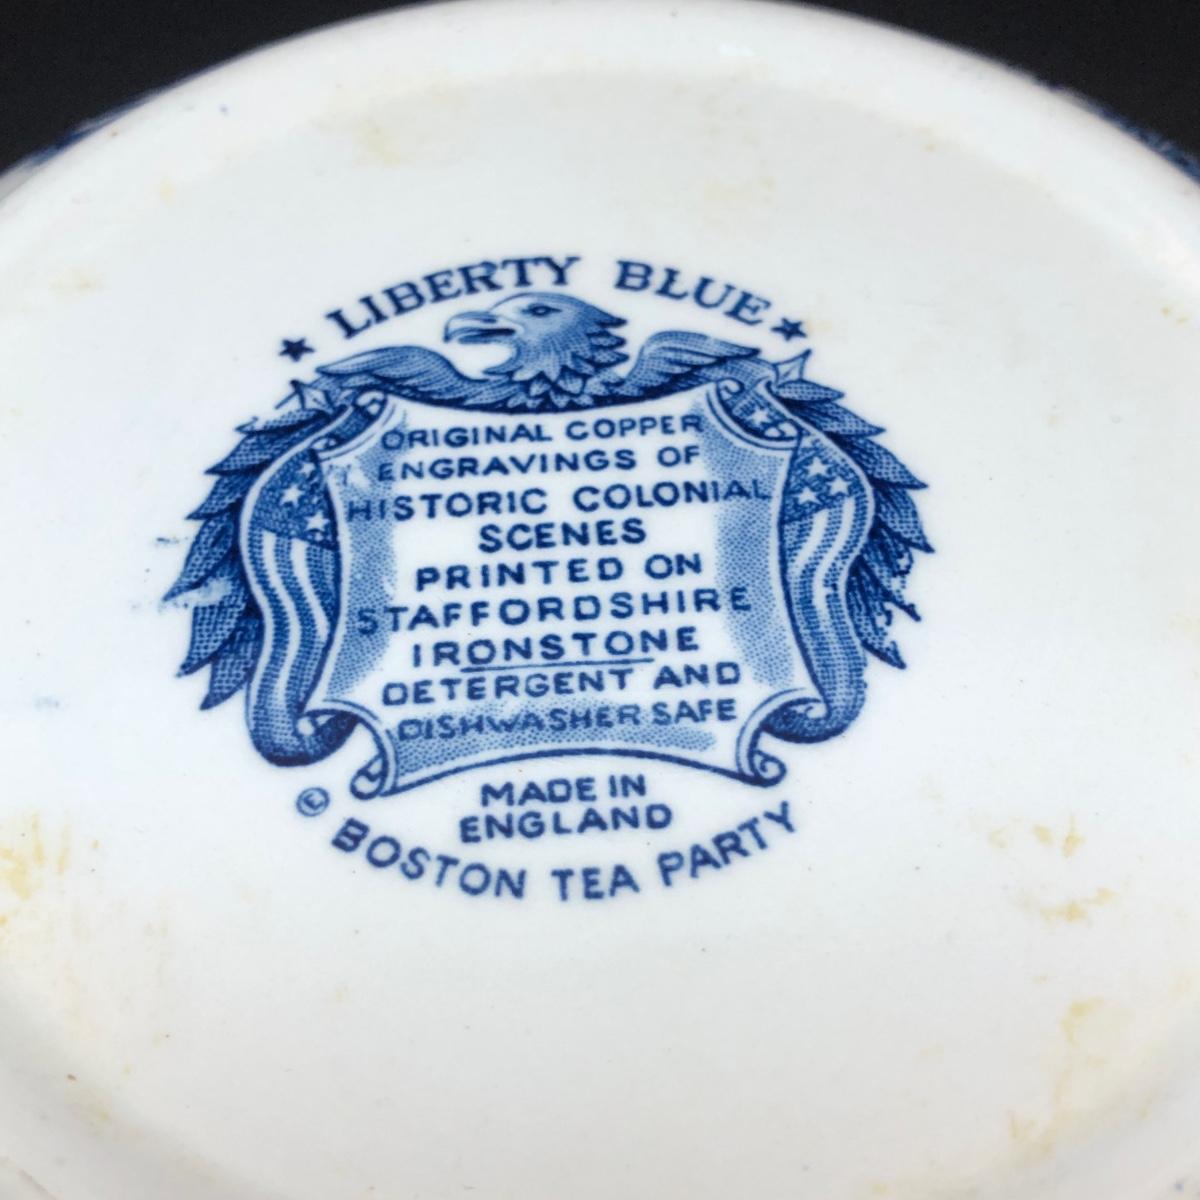 ★ LIBERTY BLUE ★
ORIGINAL COPPER
ENGRAVINGS OF
HISTORIC COLONIAL
SCENES
PRINTED ON
STAFFORDSHIRE
IRONSTONE
DETERGENT AND
DISHWASHER SAFE
MADE IN
ENGLAND
Ⓔ BOSTON TEA PARTY